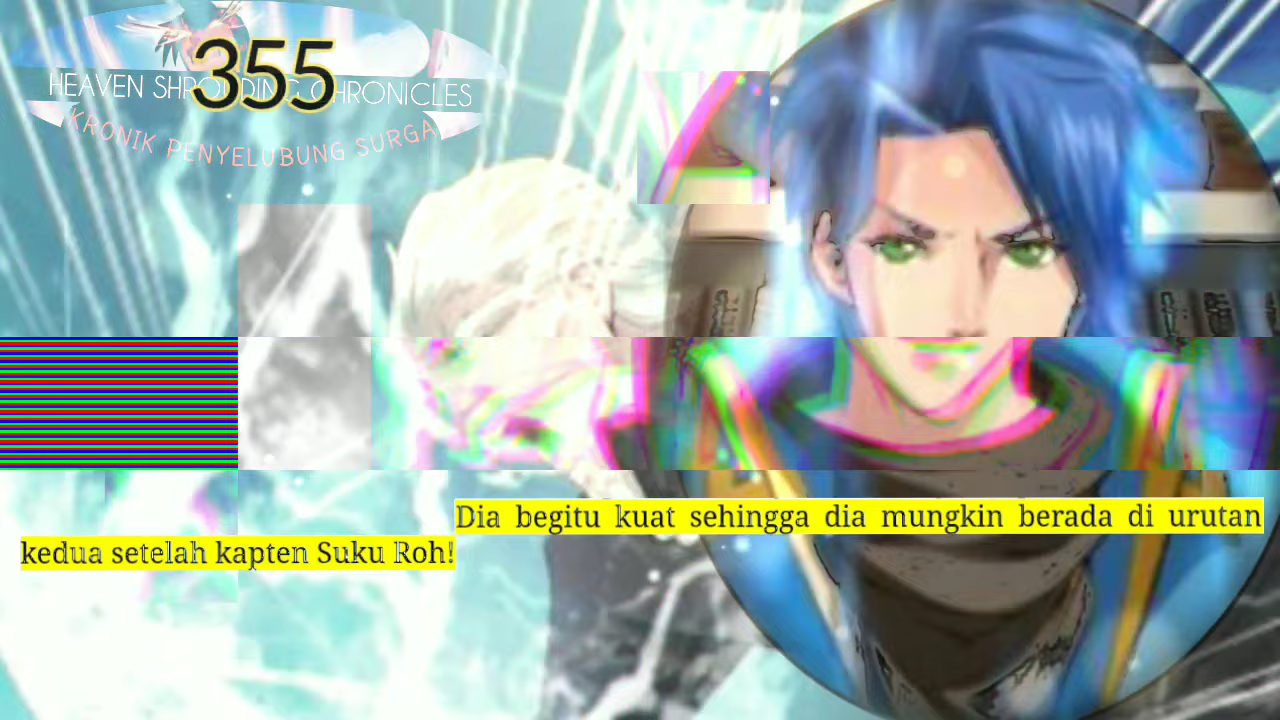 355
HEAVEN SHROUDING CHRONICLES
KRONIK PENYELUBUNG SURGA
Dia begitu kuat sehingga dia mungkin berada di urutan
kedua setelah kapten Suku Roh!